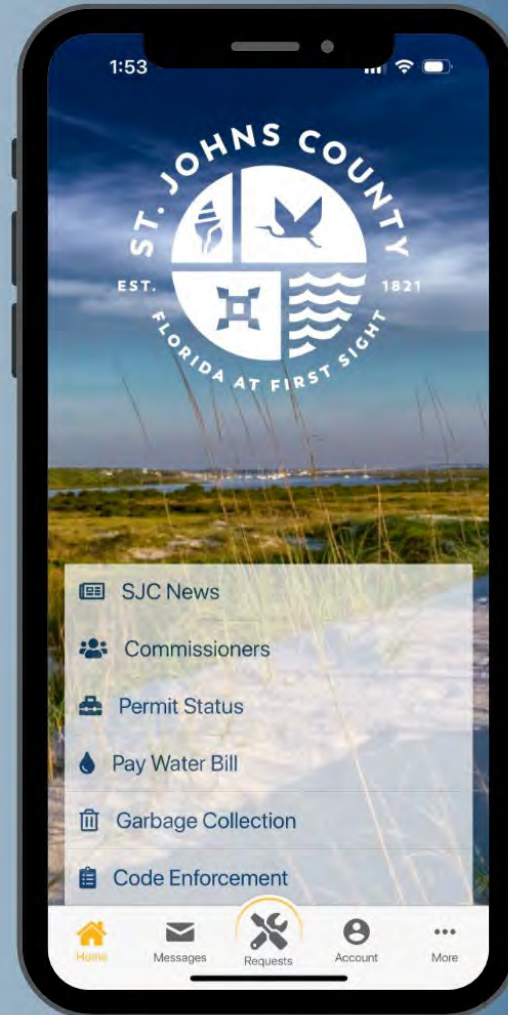 1:53
ST. JOHNS COUNTY
EST. 1821
FLORIDA AT FIRST SIGHT
SJC News
Commissioners
Permit Status
Pay Water Bill
Garbage Collection
Code Enforcement
Home Messages Requests Account More